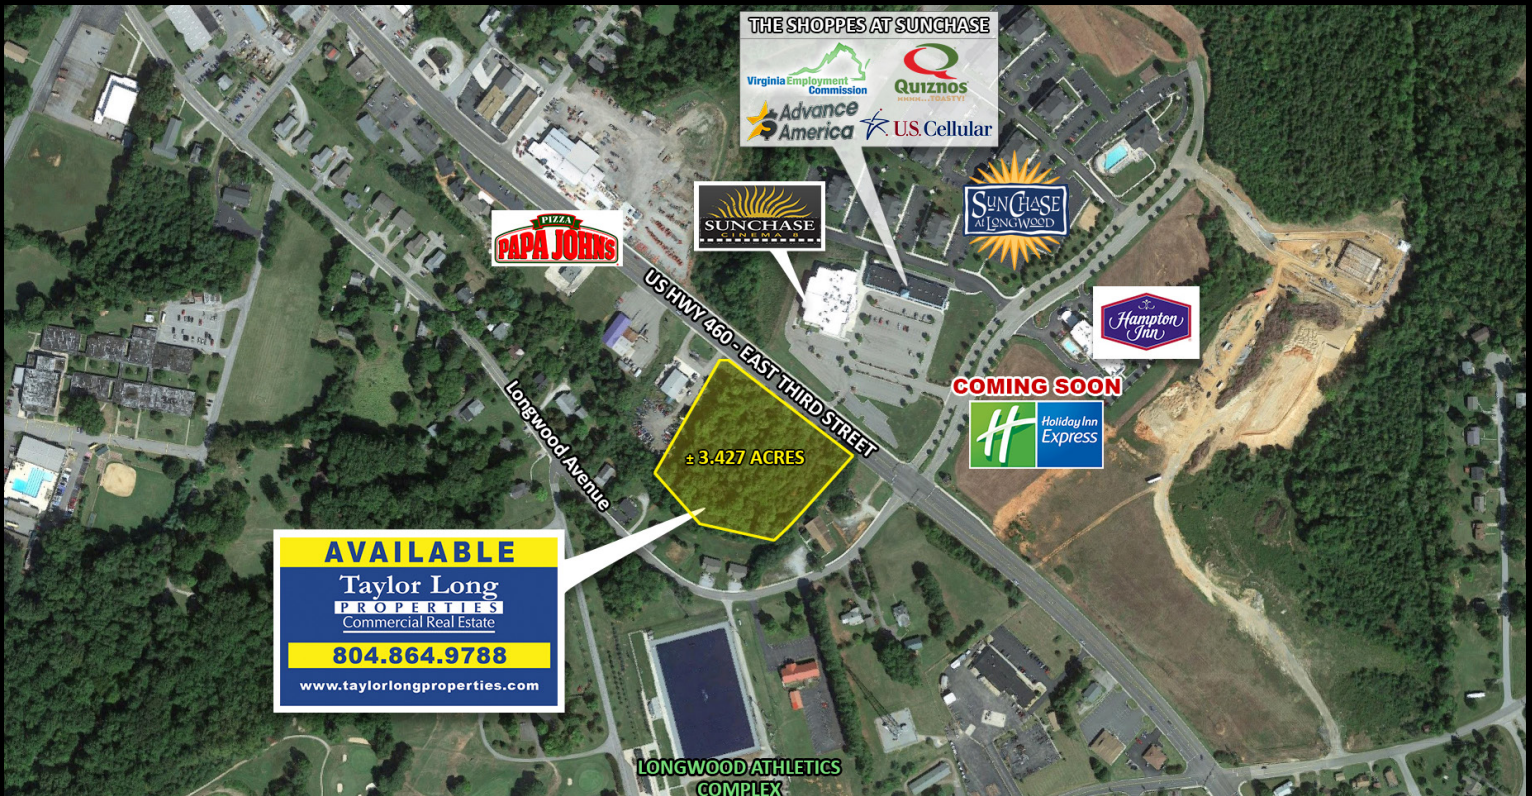 THE SHOPPES AT SUNCHASE
Virginia Employment
Commission
QUIZNOS
MMMM...TOASTY!
Advance
America
U.S. Cellular
SUNCHASE
CINEMA 8
SUNCHASE
AT LONGWOOD
PIZZA
PAPA JOHNS
US HWY 460 - EAST THIRD STREET
Hampton
Inn
COMING SOON
H
Holiday Inn
Express
Longwood Avenue
± 3.427 ACRES
AVAILABLE
Taylor Long
PROPERTIES
Commercial Real Estate
804.864.9788
www.taylorlongproperties.com
LONGWOOD ATHLETICS
COMPLEX